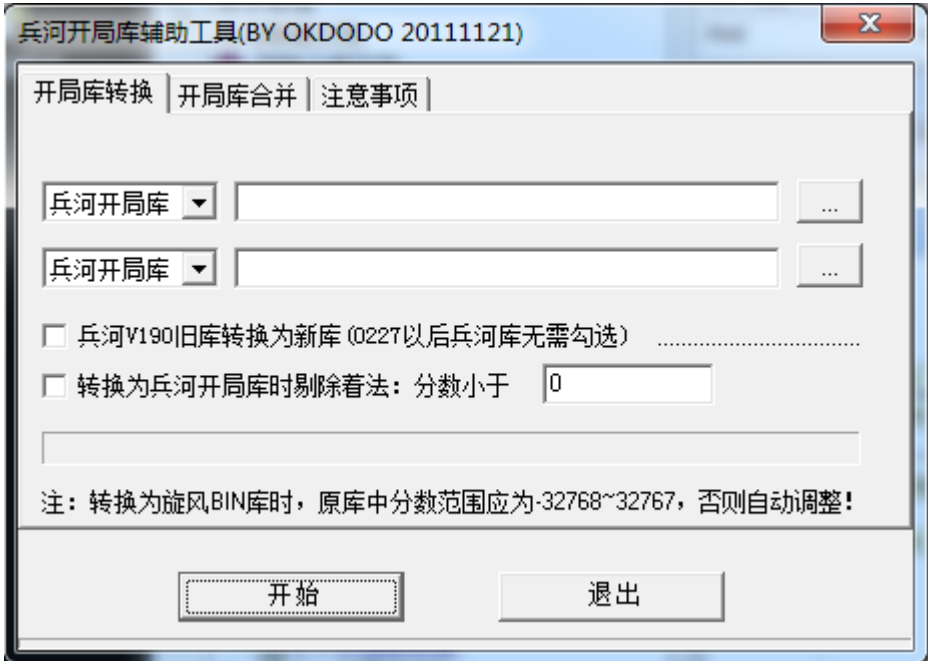 兵河开局库辅助工具(BY OKDODO 20111121)
开局库转换 开局库合并 注意事项
兵河开局库 ...
兵河开局库 ...
兵河V190旧库转换为新库(0227以后兵河库无需勾选)
转换为兵河开局库时剔除着法：分数小于 0
注：转换为旋风BIN库时，原库中分数范围应为-32768~32767，否则自动调整！
开始 退出